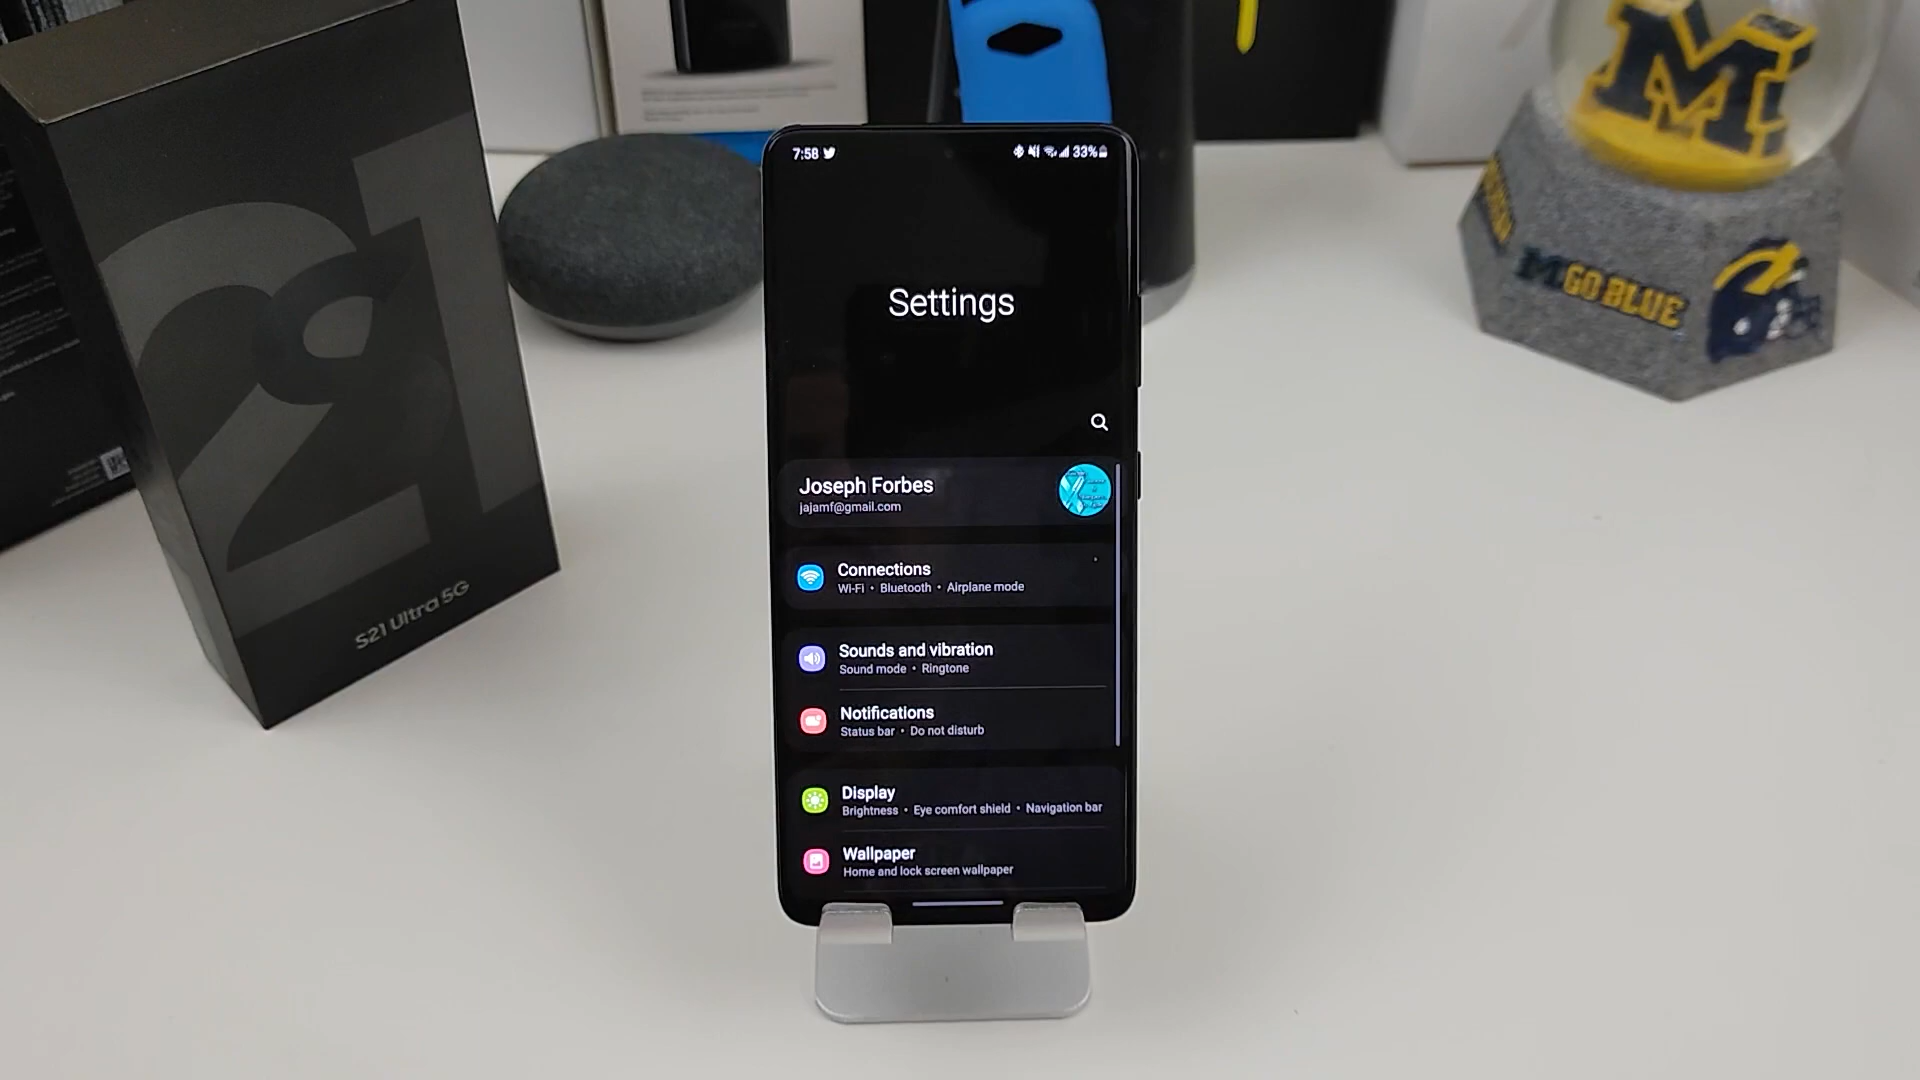 21
S21 Ultra 5G
7:58
33%
Settings
Joseph Forbes
jajamf@gmail.com
Connections
Wi-Fi • Bluetooth • Airplane mode
Sounds and vibration
Sound mode • Ringtone
Notifications
Status bar • Do not disturb
Display
Brightness • Eye comfort shield • Navigation bar
Wallpaper
Home and lock screen wallpaper
M
M GO BLUE